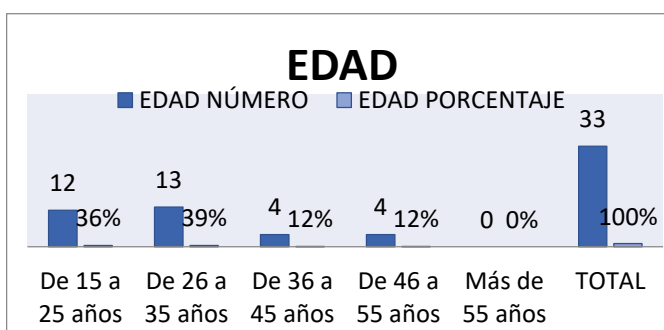 EDAD
EDAD NÚMERO EDAD PORCENTAJE
12 36% 13 39% 4 12% 4 12% 0 0% 33 100%
De 15 a De 26 a De 36 a De 46 a Más de TOTAL
25 años 35 años 45 años 55 años 55 años